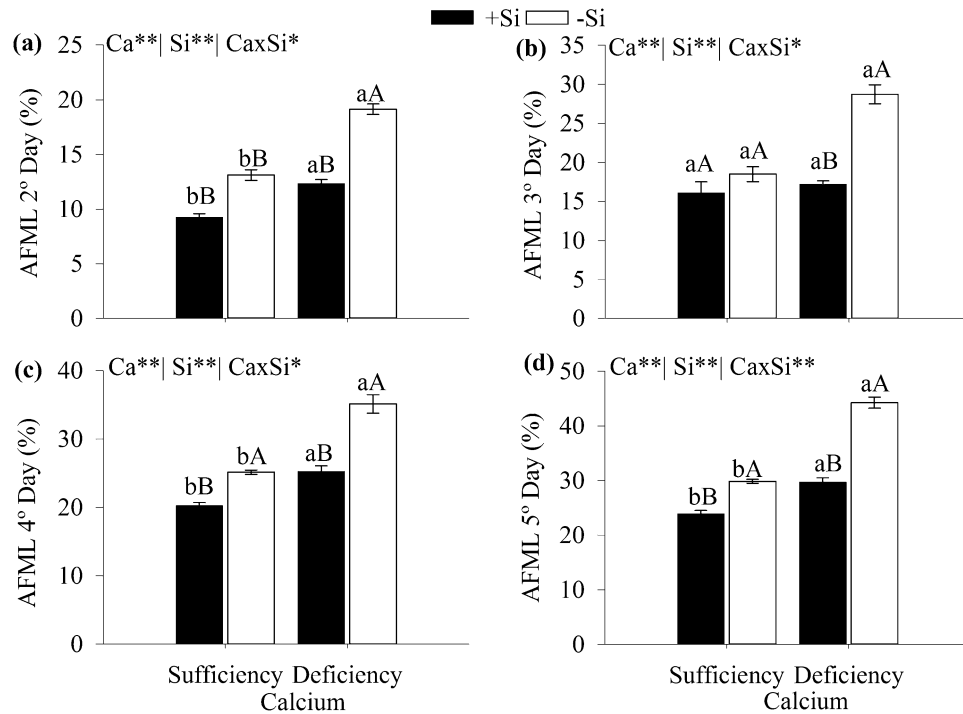 +Si -Si
(a) Ca**| Si**| CaxSi*
AFML 2º Day (%)
25
20
15
10
5
0
bB bB aB aA
(b) Ca**| Si**| CaxSi*
AFML 3º Day (%)
35
30
25
20
15
10
5
0
aA aA aB aA
(c) Ca**| Si**| CaxSi*
AFML 4º Day (%)
40
30
20
10
0
bB bA aB aA
Sufficiency Deficiency
Calcium
(d) Ca**| Si**| CaxSi**
AFML 5º Day (%)
50
40
30
20
10
0
bB bA aB aA
Sufficiency Deficiency
Calcium